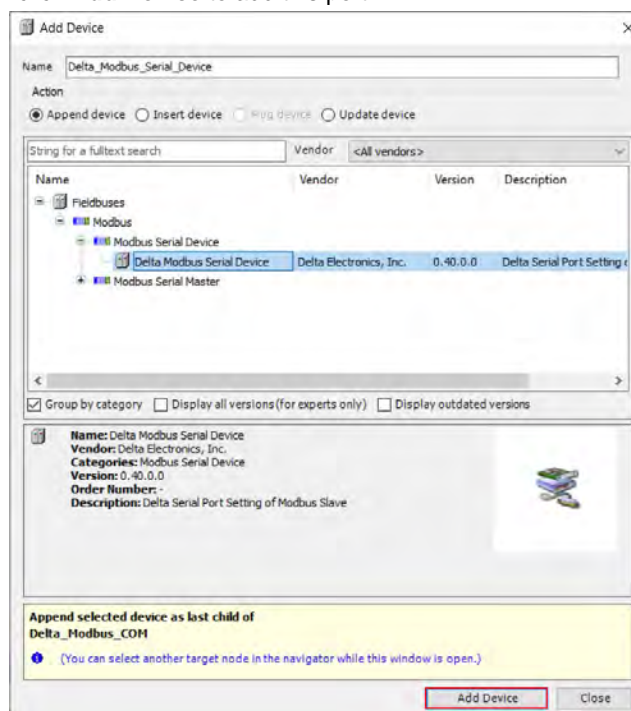 Add Device
Name Delta_Modbus_Serial_Device
Action
Append device Insert device Plug device Update device
String for a fulltext search Vendor <All vendors>
Name Vendor Version Description
Fieldbuses
Modbus
Modbus Serial Device
Delta Modbus Serial Device Delta Electronics, Inc. 0.40.0.0 Delta Serial Port Setting
Modbus Serial Master
Group by category Display all versions (for experts only) Display outdated versions
Name: Delta Modbus Serial Device
Vendor: Delta Electronics, Inc.
Categories: Modbus Serial Device
Version: 0.40.0.0
Order Number: -
Description: Delta Serial Port Setting of Modbus Slave
Append selected device as last child of
Delta_Modbus_COM
(You can select another target node in the navigator while this window is open.)
Add Device Close